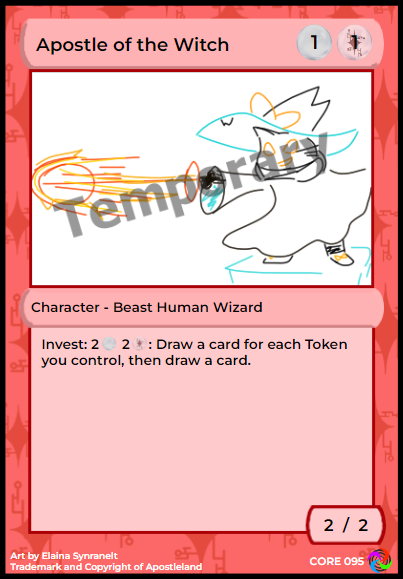 Apostle of the Witch 1 1
Temporary
Character - Beast Human Wizard
Invest: 2 2 : Draw a card for each Token
you control, then draw a card.
2 / 2
Art by Elaina Synranelt
Trademark and Copyright of Apostleland
CORE 095